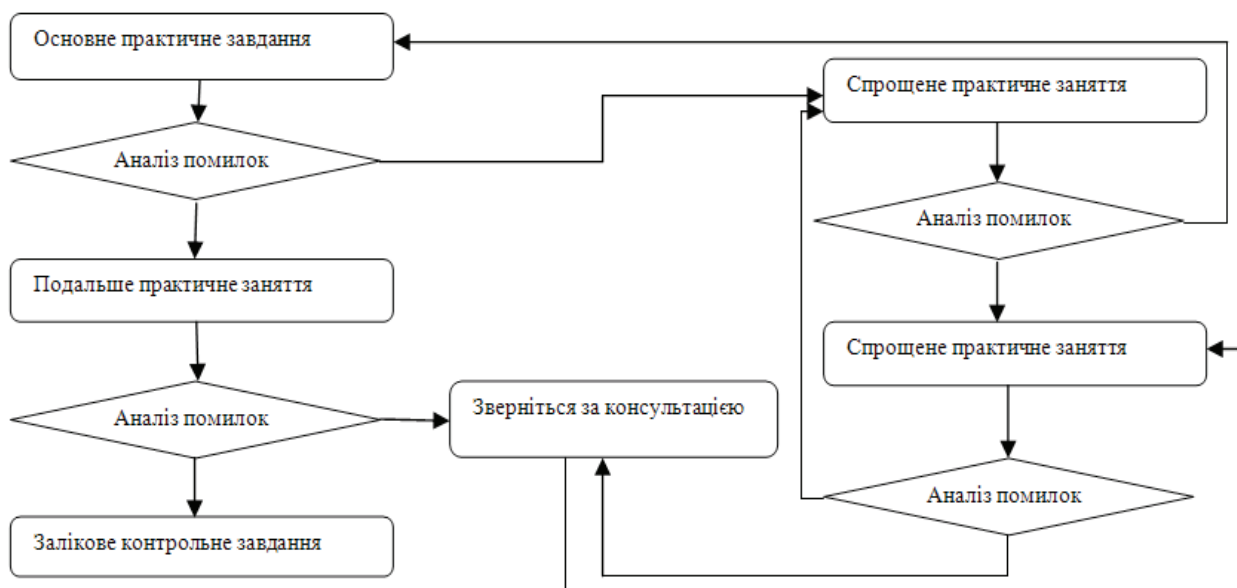 Основне практичне завдання
Спрощене практичне заняття
Аналіз помилок
Аналіз помилок
Подальше практичне заняття
Спрощене практичне заняття
Аналіз помилок
Зверніться за консультацією
Аналіз помилок
Залікове контрольне завдання